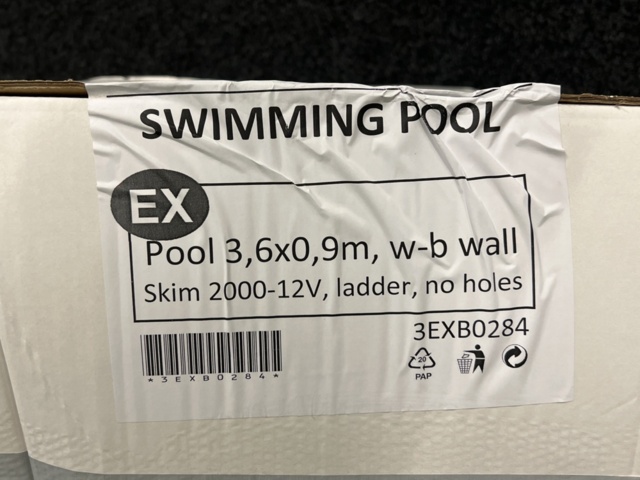 SWIMMING POOL
EX
Pool 3,6x0,9m, w-b wall
Skim 2000-12V, ladder, no holes
3EXB0284
*3EXB0284*
20
PAP